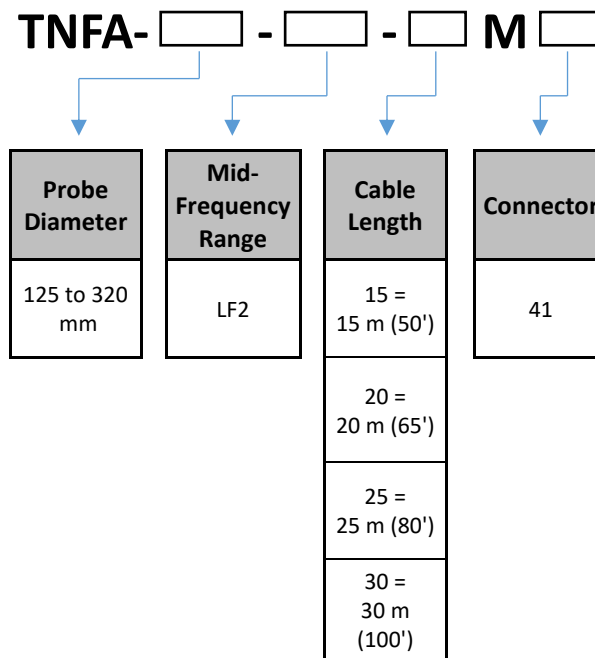 TNFA- - - M
Probe
Diameter
125 to 320
mm
Mid-
Frequency
Range
LF2
Cable
Length
15 =
15 m (50')
20 =
20 m (65')
25 =
25 m (80')
30 =
30 m
(100')
Connector
41